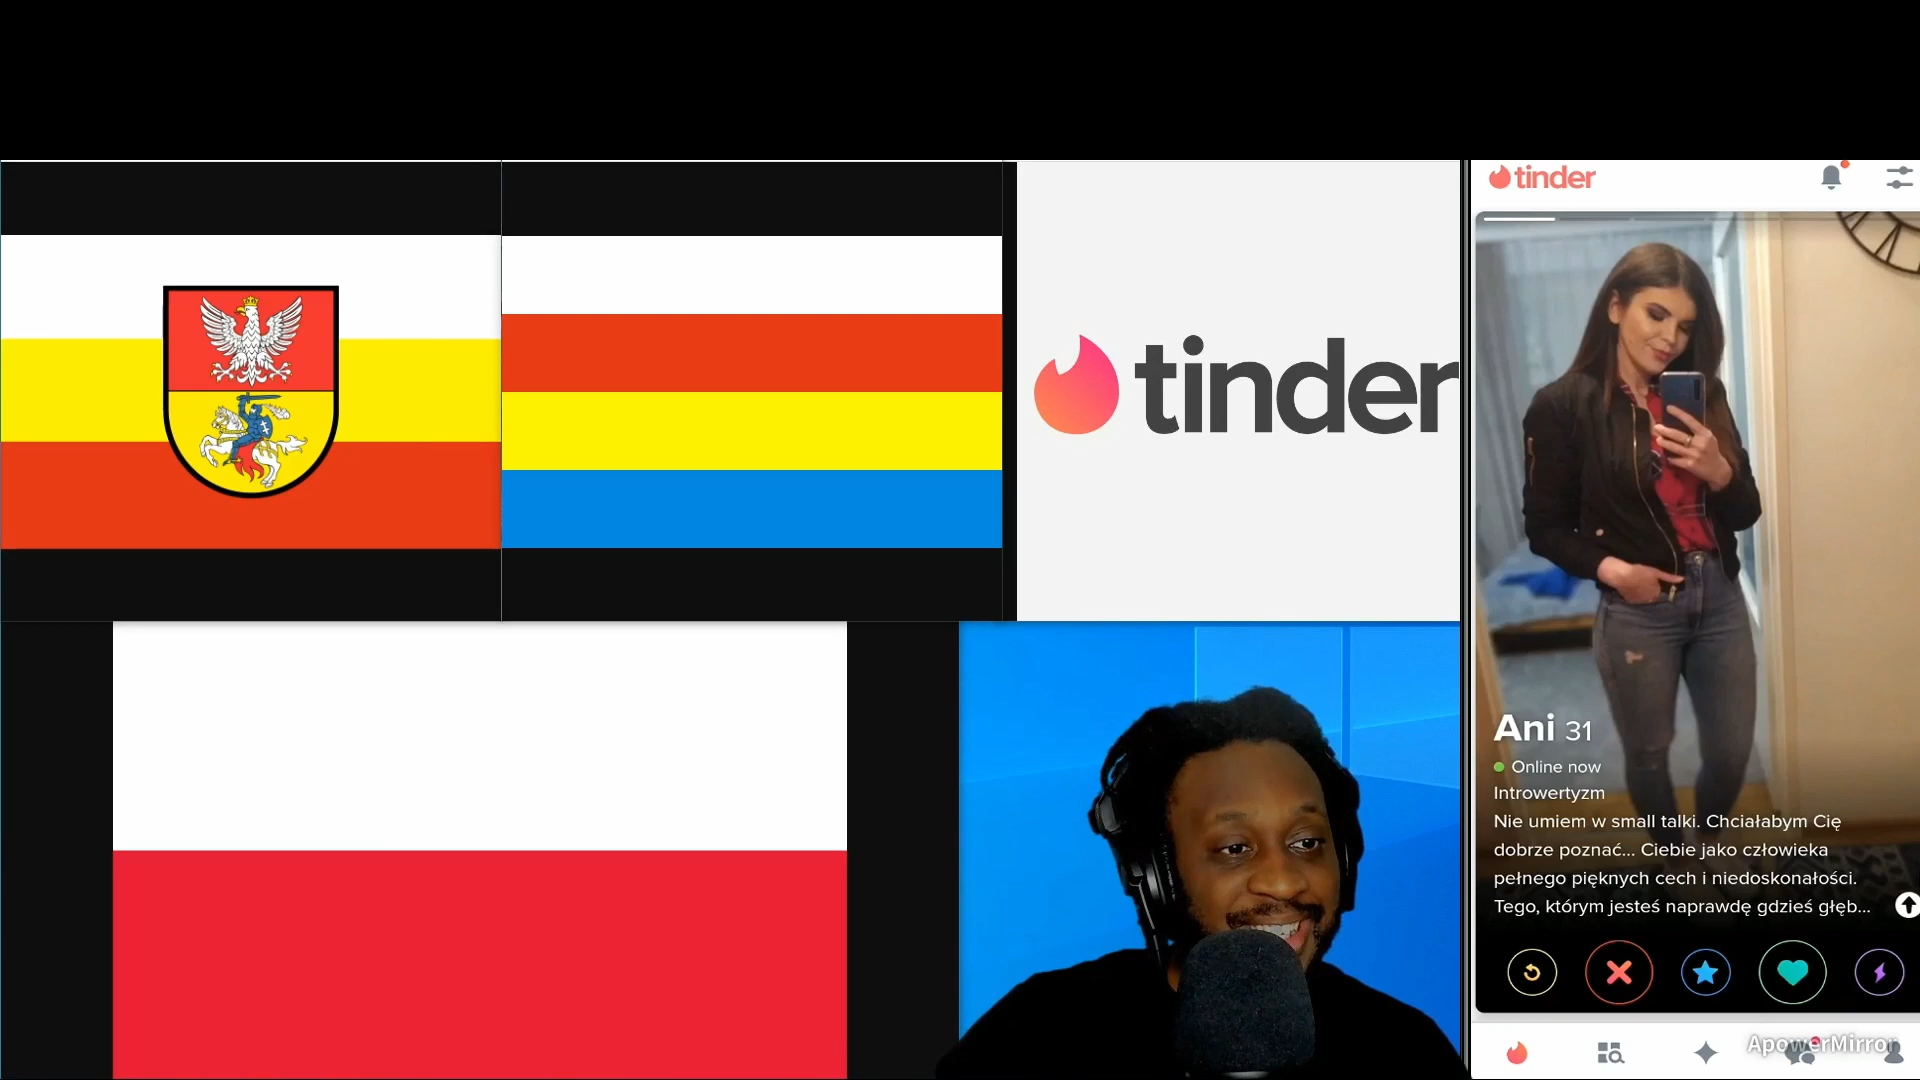 tinder
tinder
Ani 31
Online now
Introwertyzm
Nie umiem w small talki. Chciałabym Cię
dobrze poznać... Ciebie jako człowieka
pełnego pięknych cech i niedoskonałości.
Tego, którym jesteś naprawdę gdzieś głęb...
ApowerMirror